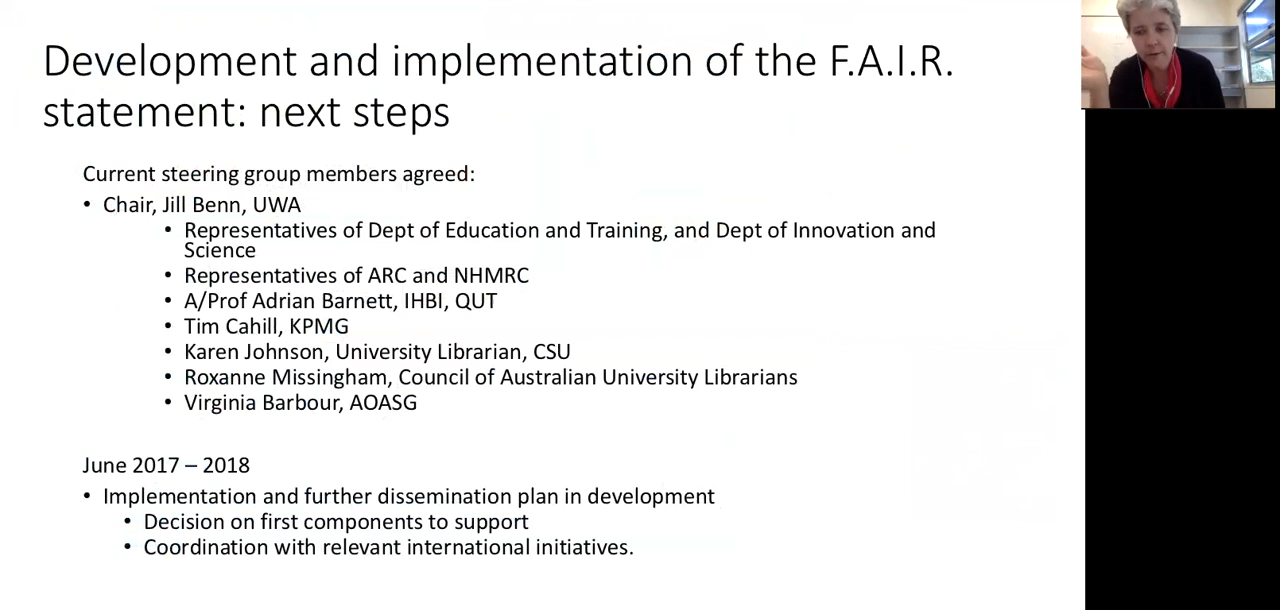 Development and implementation of the F.A.I.R.
statement: next steps
Current steering group members agreed:
• Chair, Jill Benn, UWA
• Representatives of Dept of Education and Training, and Dept of Innovation and
Science
• Representatives of ARC and NHMRC
• A/Prof Adrian Barnett, IHBI, QUT
• Tim Cahill, KPMG
• Karen Johnson, University Librarian, CSU
• Roxanne Missingham, Council of Australian University Librarians
• Virginia Barbour, AOASG
June 2017 – 2018
• Implementation and further dissemination plan in development
• Decision on first components to support
• Coordination with relevant international initiatives.